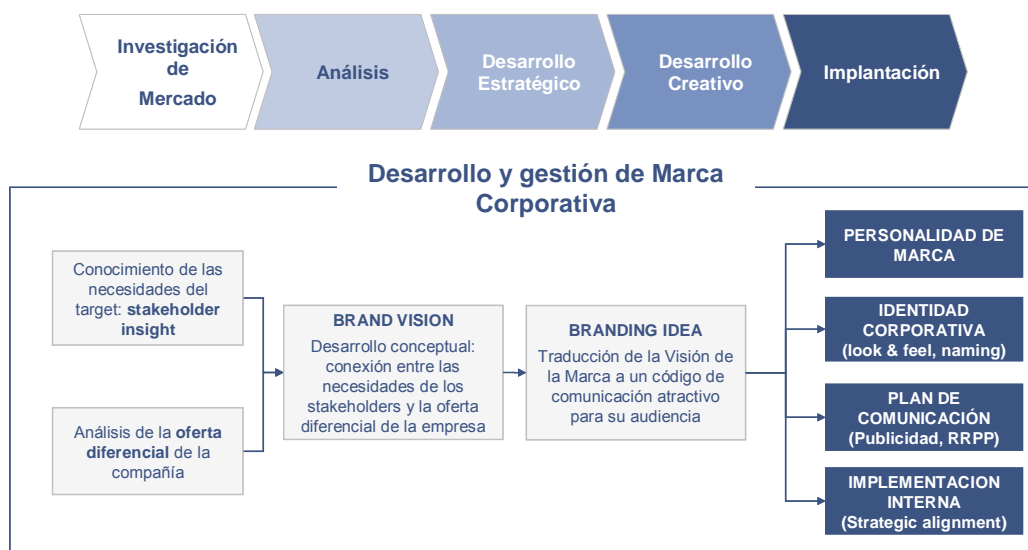 Investigación
de
Mercado
Análisis
Desarrollo
Estratégico
Desarrollo
Creativo
Implantación
Desarrollo y gestión de Marca
Corporativa
Conocimiento de las
necesidades del
target: stakeholder
insight
Análisis de la oferta
diferencial de la
compañía
BRAND VISION
Desarrollo conceptual:
conexión entre las
necesidades de los
stakeholders y la oferta
diferencial de la empresa
BRANDING IDEA
Traducción de la Visión de
la Marca a un código de
comunicación atractivo
para su audiencia
PERSONALIDAD DE
MARCA
IDENTIDAD
CORPORATIVA
(look & feel, naming)
PLAN DE
COMUNICACIÓN
(Publicidad, RRPP)
IMPLEMENTACION
INTERNA
(Strategic alignment)